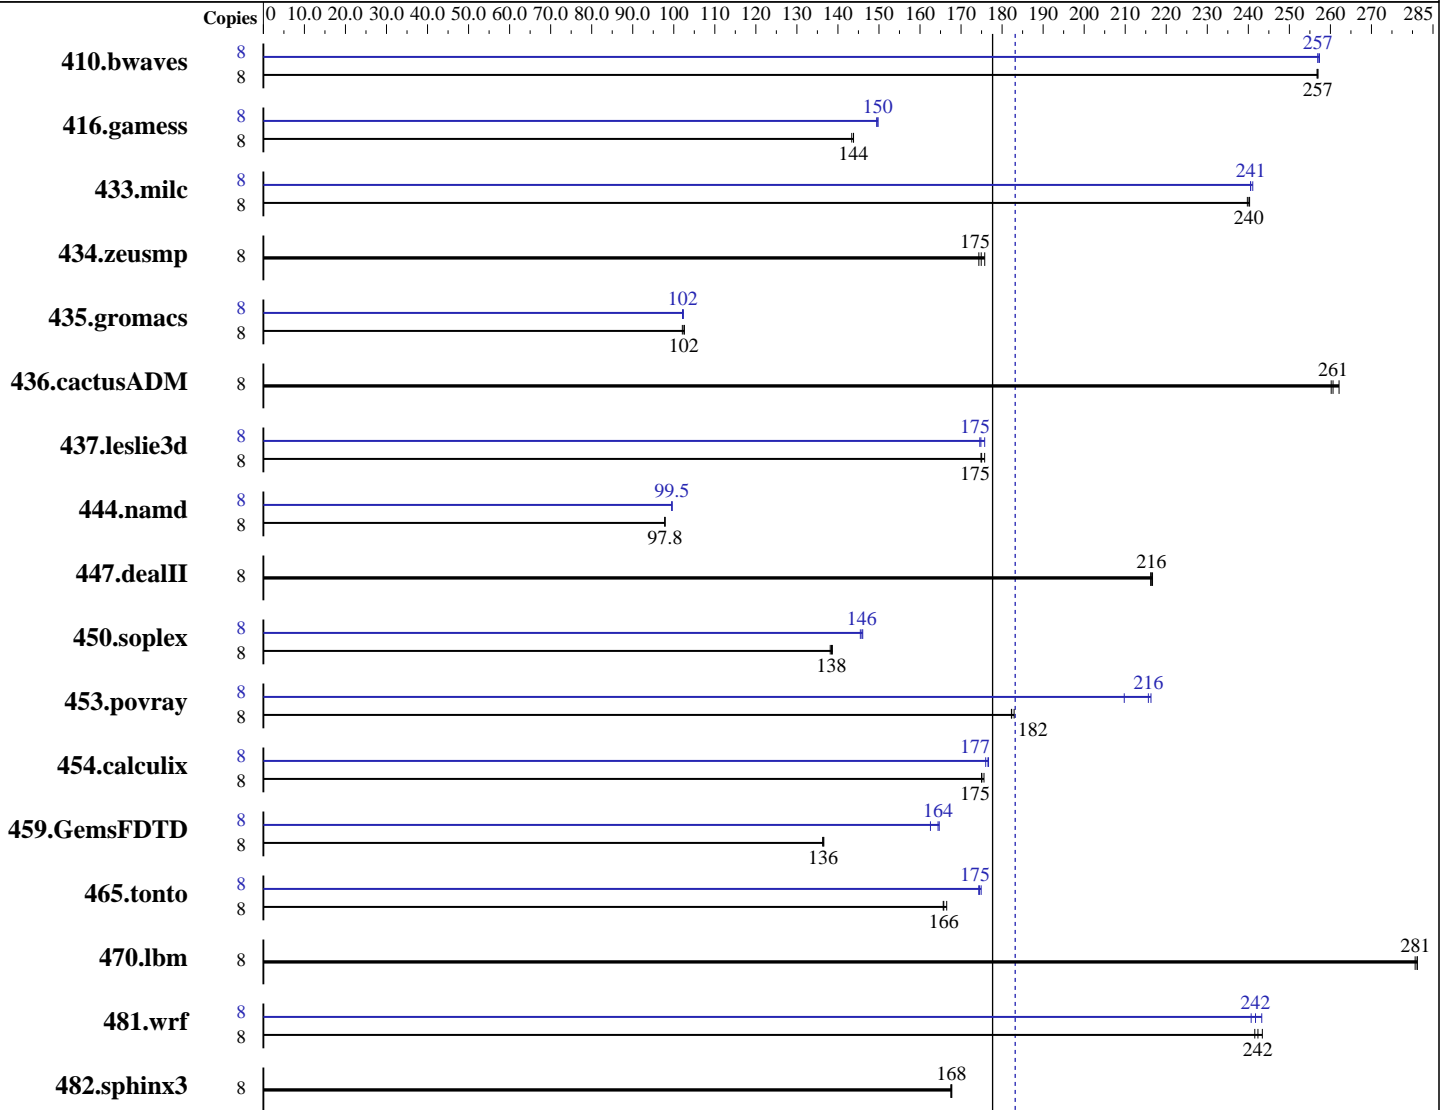 Copies 0 10.0 20.0 30.0 40.0 50.0 60.0 70.0 80.0 90.0 100 110 120 130 140 150 160 170 180 190 200 210 220 230 240 250 260 270 285
410.bwaves 8 257
8 257
416.gamess 8 150
8 144
433.milc 8 241
8 240
434.zeusmp 8 175
435.gromacs 8 102
8 102
436.cactusADM 8 261
437.leslie3d 8 175
8 175
444.namd 8 99.5
8 97.8
447.dealII 8 216
450.soplex 8 146
8 138
453.povray 8 216
8 182
454.calculix 8 177
8 175
459.GemsFDTD 8 164
8 136
465.tonto 8 175
8 166
470.lbm 8 281
481.wrf 8 242
8 242
482.sphinx3 8 168